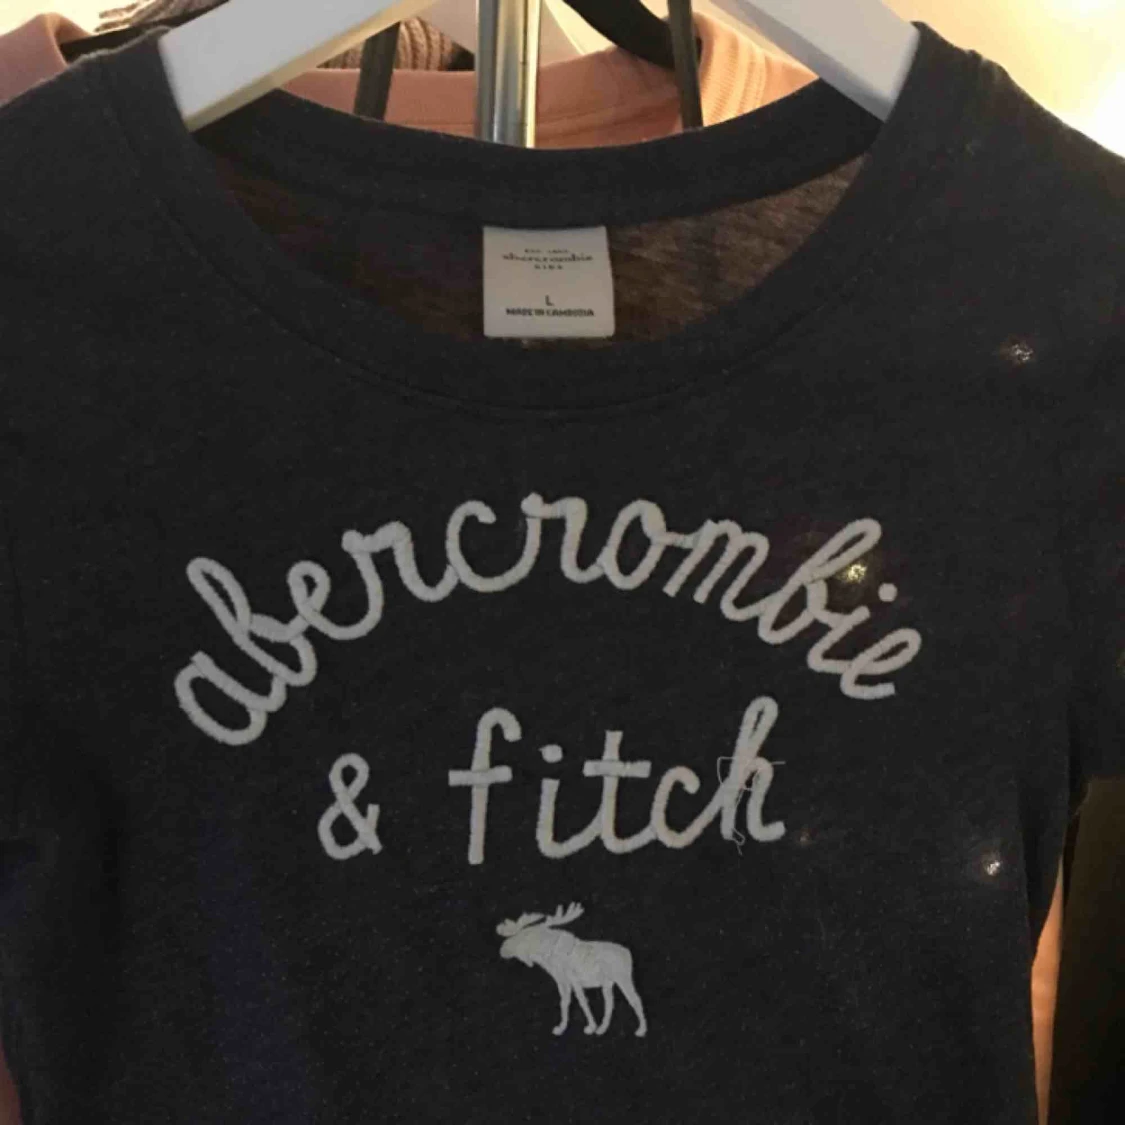 abercrombie
KIDS
L
MADE IN CAMBODIA
abercrombie
& fitch